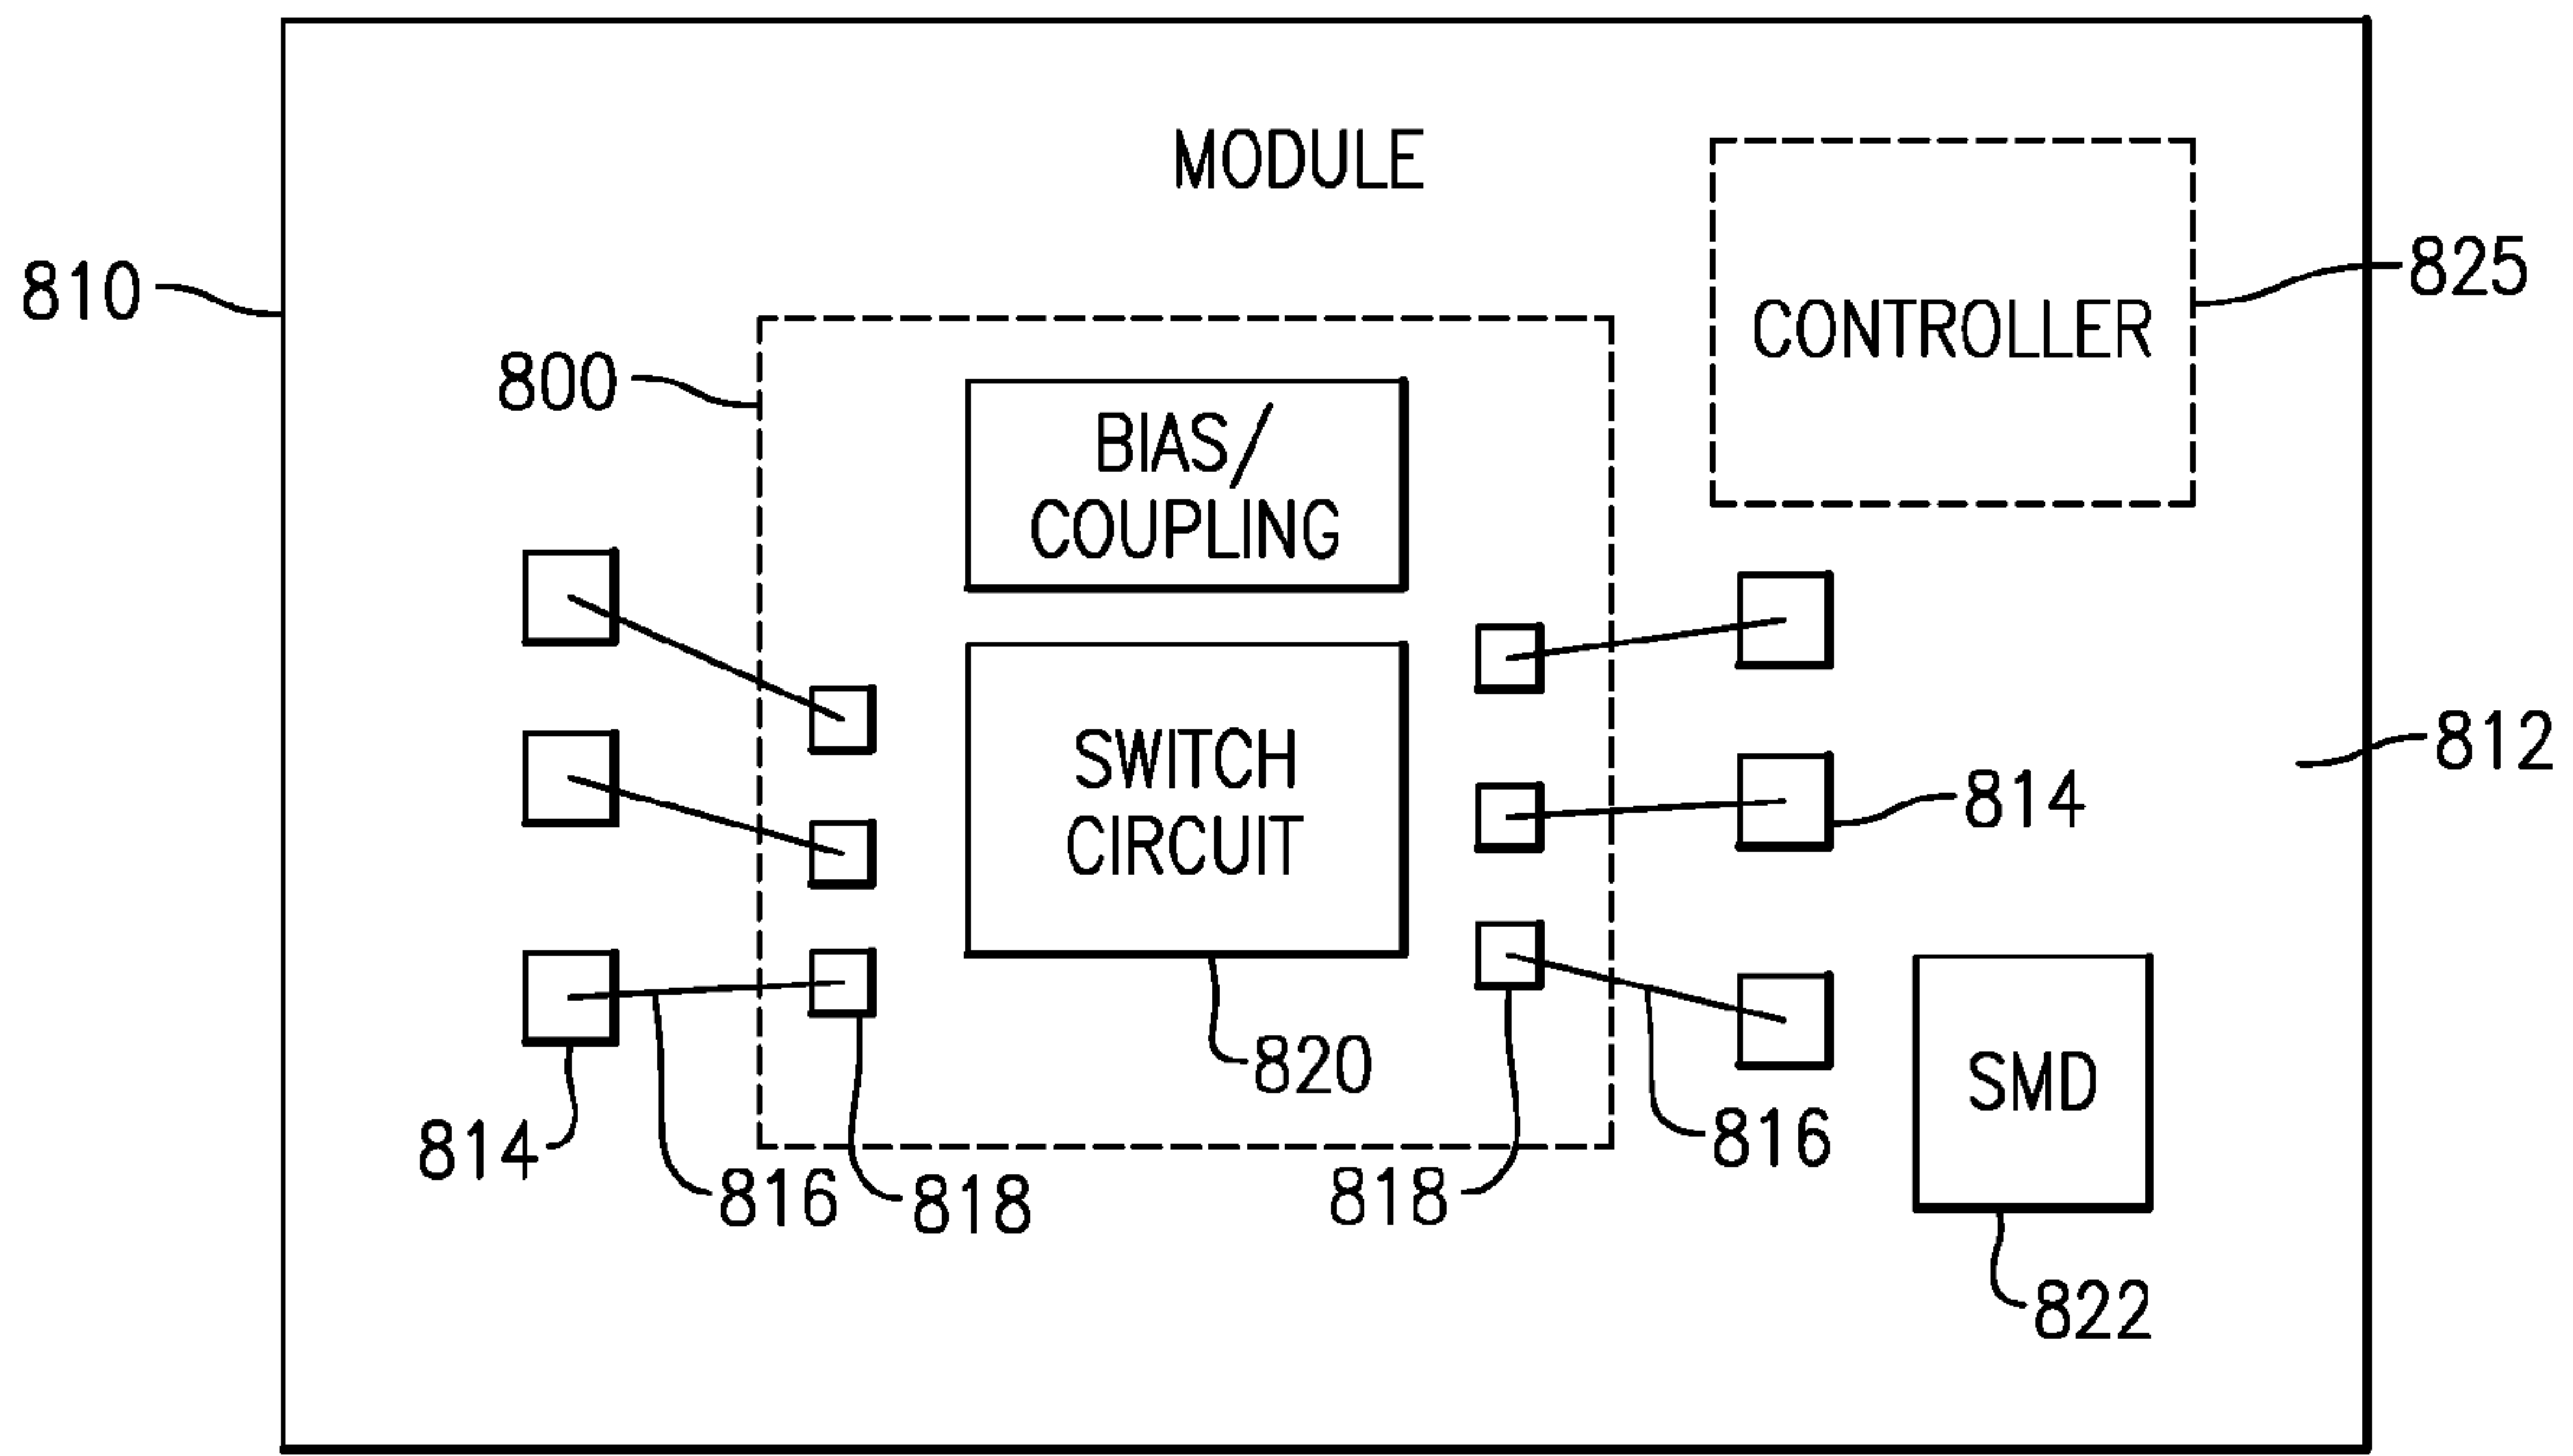 MODULE
810
825
CONTROLLER
800
BIAS/
COUPLING
812
SWITCH
CIRCUIT
814
820
SMD
814
816
818
818
816
822